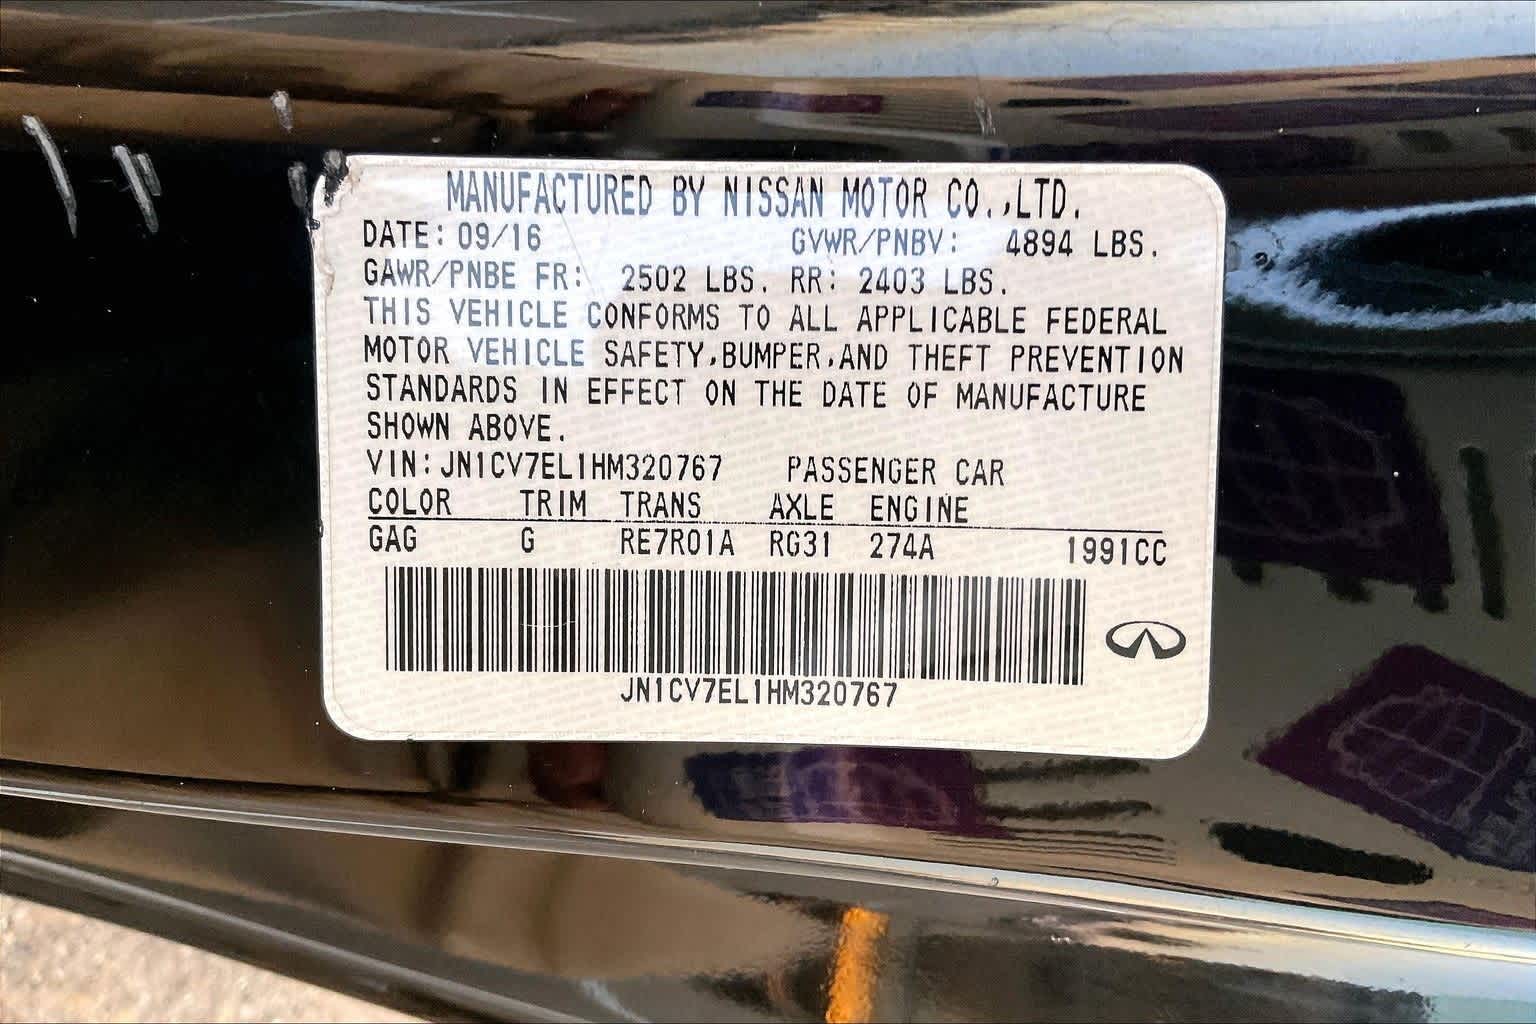 MANUFACTURED BY NISSAN MOTOR CO.,LTD.
DATE: 09/16 GVWR/PNBV: 4894 LBS.
GAWR/PNBE FR: 2502 LBS. RR: 2403 LBS.
THIS VEHICLE CONFORMS TO ALL APPLICABLE FEDERAL
MOTOR VEHICLE SAFETY,BUMPER,AND THEFT PREVENTION
STANDARDS IN EFFECT ON THE DATE OF MANUFACTURE
SHOWN ABOVE.
VIN: JN1CV7EL1HM320767 PASSENGER CAR
COLOR TRIM TRANS AXLE ENGINE
GAG G RE7R01A RG31 274A 1991CC
JN1CV7EL1HM320767